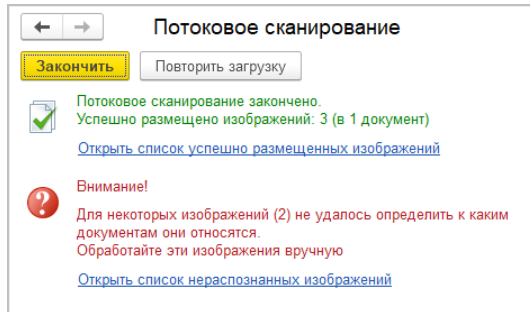 Потоковое сканирование
Закончить
Повторить загрузку
Потоковое сканирование закончено.
Успешно размещено изображений: 3 (в 1 документ)
Открыть список успешно размещенных изображений
Внимание!
Для некоторых изображений (2) не удалось определить к каким
документам они относятся.
Обработайте эти изображения вручную
Открыть список нераспознанных изображений